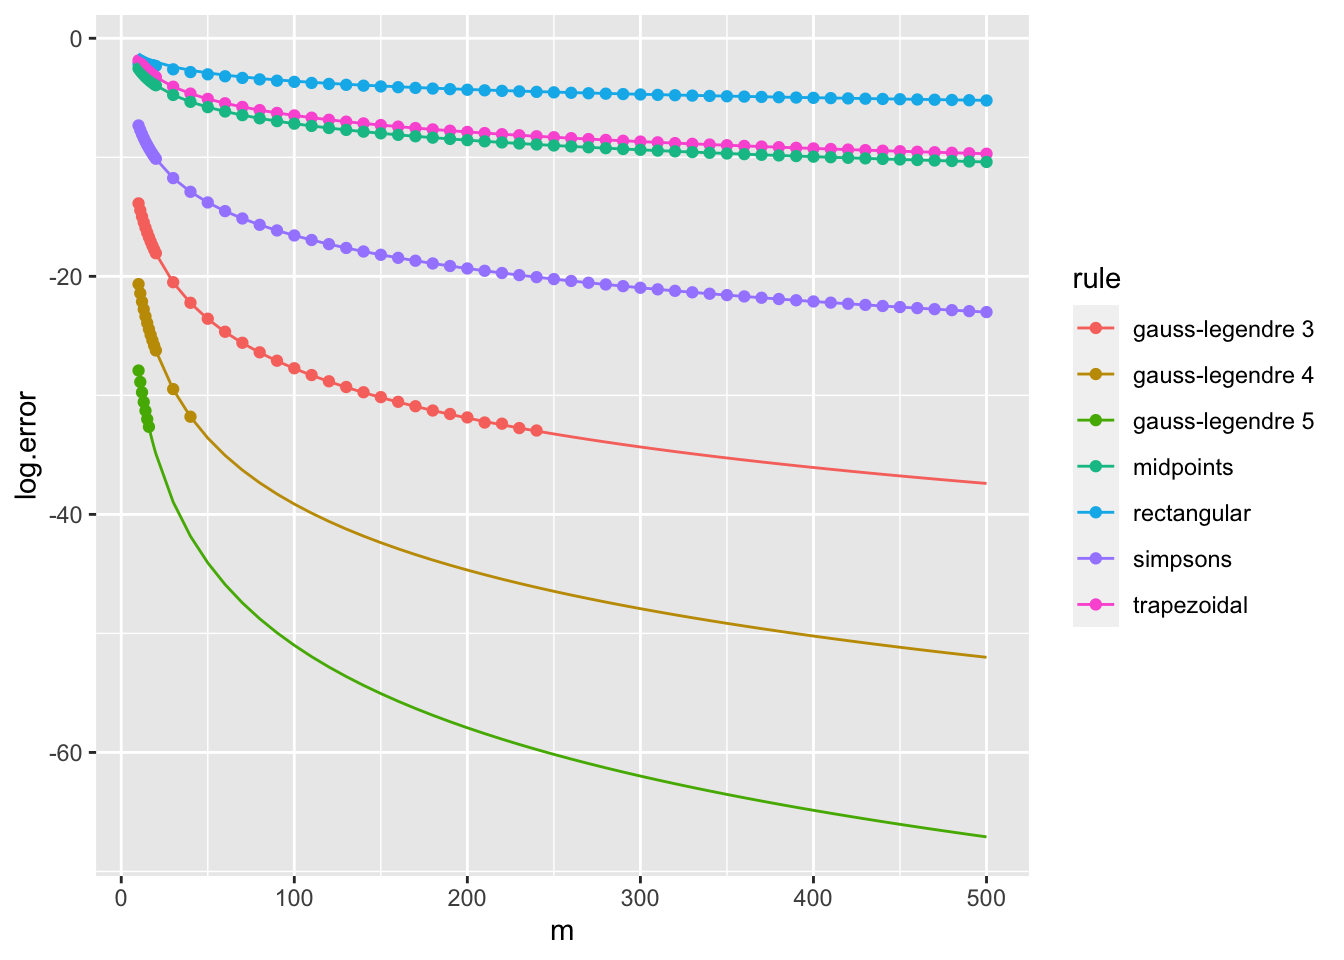 0
-20
-40
-60
log.error
0 100 200 300 400 500
m
rule
gauss-legendre 3
gauss-legendre 4
gauss-legendre 5
midpoints
rectangular
simpsons
trapezoidal